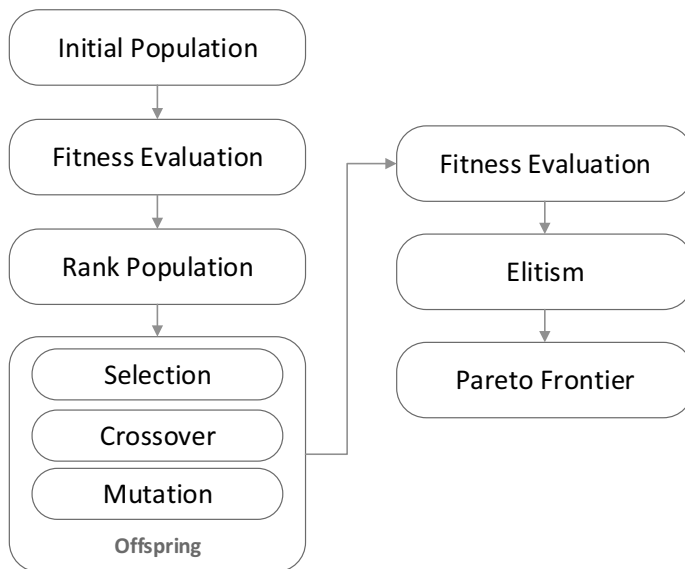 Initial Population
Fitness Evaluation
Rank Population
Selection
Crossover
Mutation
Offspring
Fitness Evaluation
Elitism
Pareto Frontier